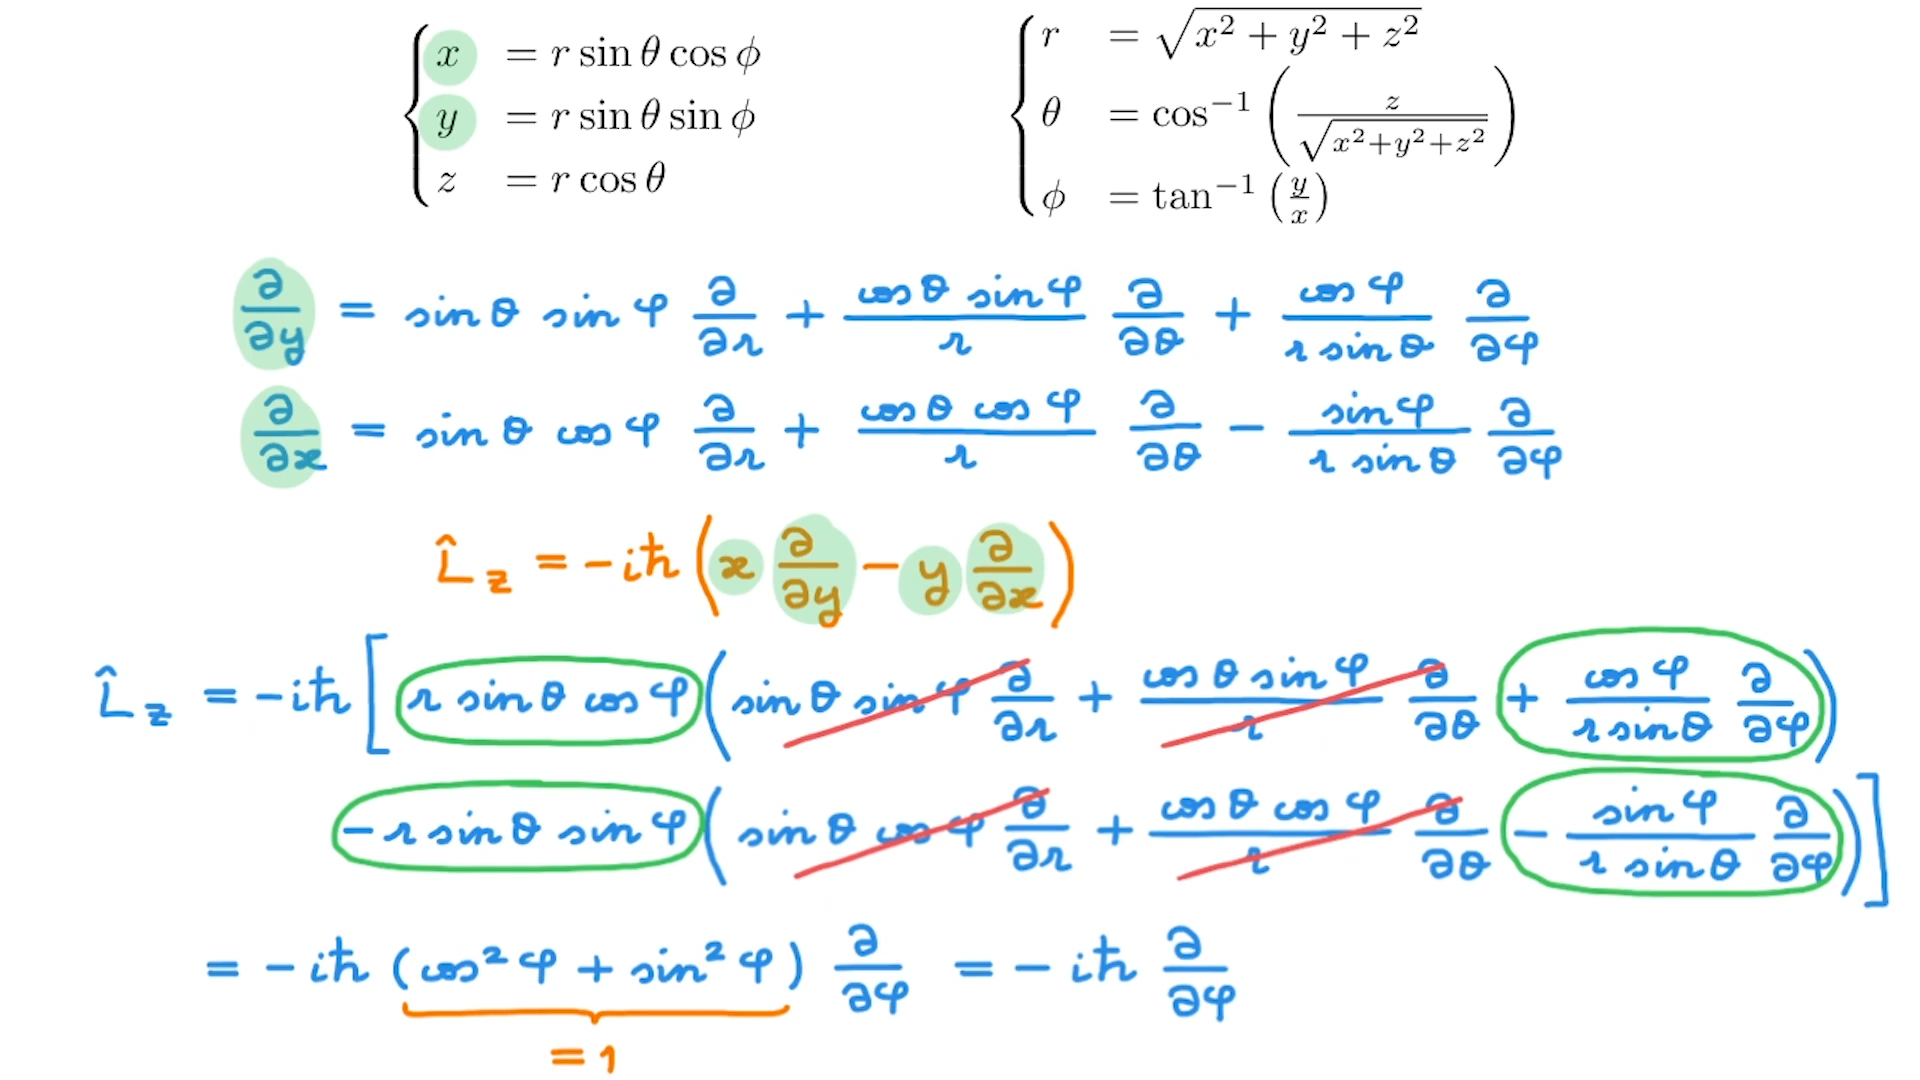 x = r sin θ cos ϕ
y = r sin θ sin ϕ
z = r cos θ
r = √(x² + y² + z²)
θ = cos⁻¹ (z / √(x²+y²+z²))
ϕ = tan⁻¹ (y/x)
∂/∂y = sin θ sin φ ∂/∂r + (cos θ sin φ)/r ∂/∂θ + (cos φ)/(r sin θ) ∂/∂φ
∂/∂x = sin θ cos φ ∂/∂r + (cos θ cos φ)/r ∂/∂θ − (sin φ)/(r sin θ) ∂/∂φ
L̂z = −iħ (x ∂/∂y − y ∂/∂x)
L̂z = −iħ [r sin θ cos φ (sin θ sin φ ∂/∂r + (cos θ sin φ)/r ∂/∂θ + (cos φ)/(r sin θ) ∂/∂φ)
− r sin θ sin φ (sin θ cos φ ∂/∂r + (cos θ cos φ)/r ∂/∂θ − (sin φ)/(r sin θ) ∂/∂φ)]
= −iħ (cos² φ + sin² φ) ∂/∂φ = −iħ ∂/∂φ
= 1